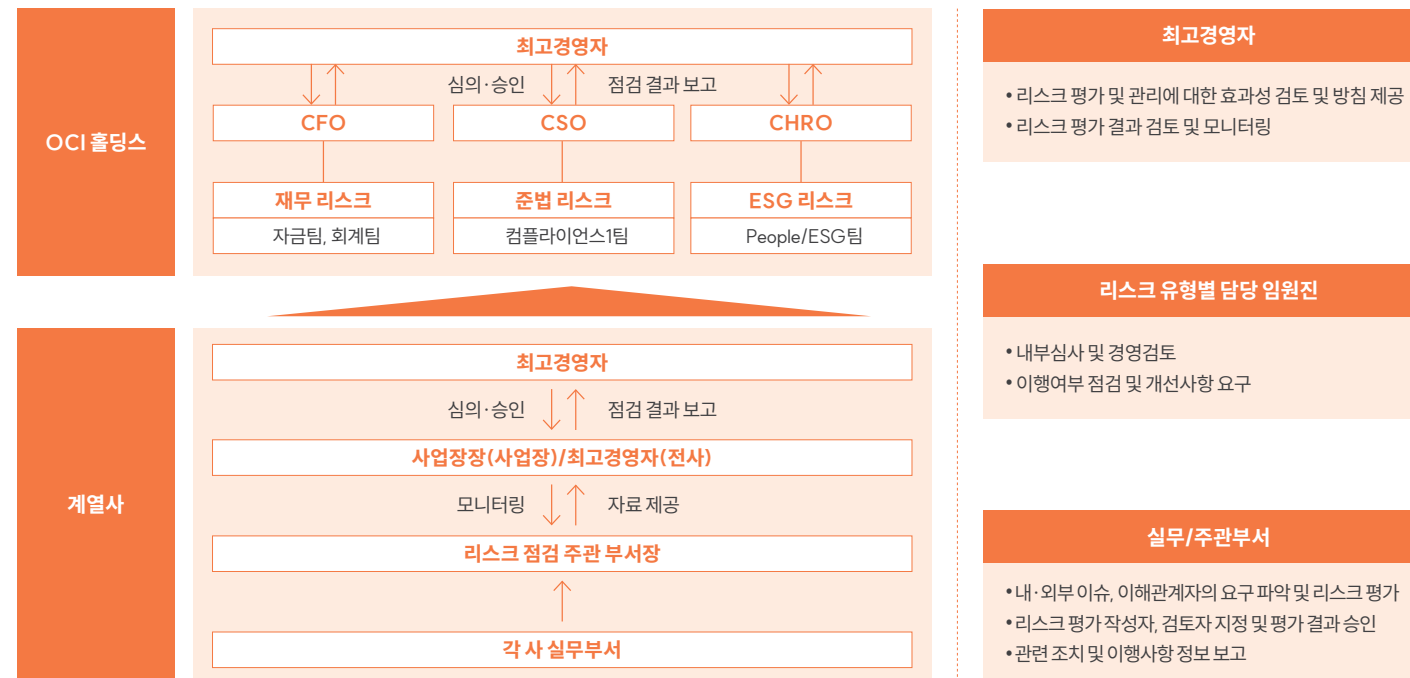 OCI 홀딩스
최고경영자
심의·승인
점검 결과 보고
CFO
CSO
CHRO
재무 리스크
준법 리스크
ESG 리스크
자금팀, 회계팀
컴플라이언스1팀
People/ESG팀
계열사
최고경영자
심의·승인
점검 결과 보고
사업장장(사업장)/최고경영자(전사)
모니터링
자료 제공
리스크 점검 주관 부서장
각 사 실무부서
최고경영자
• 리스크 평가 및 관리에 대한 효과성 검토 및 방침 제공
• 리스크 평가 결과 검토 및 모니터링
리스크 유형별 담당 임원진
• 내부심사 및 경영검토
• 이행여부 점검 및 개선사항 요구
실무/주관부서
• 내·외부 이슈, 이해관계자의 요구 파악 및 리스크 평가
• 리스크 평가 작성자, 검토자 지정 및 평가 결과 승인
• 관련 조치 및 이행사항 정보 보고